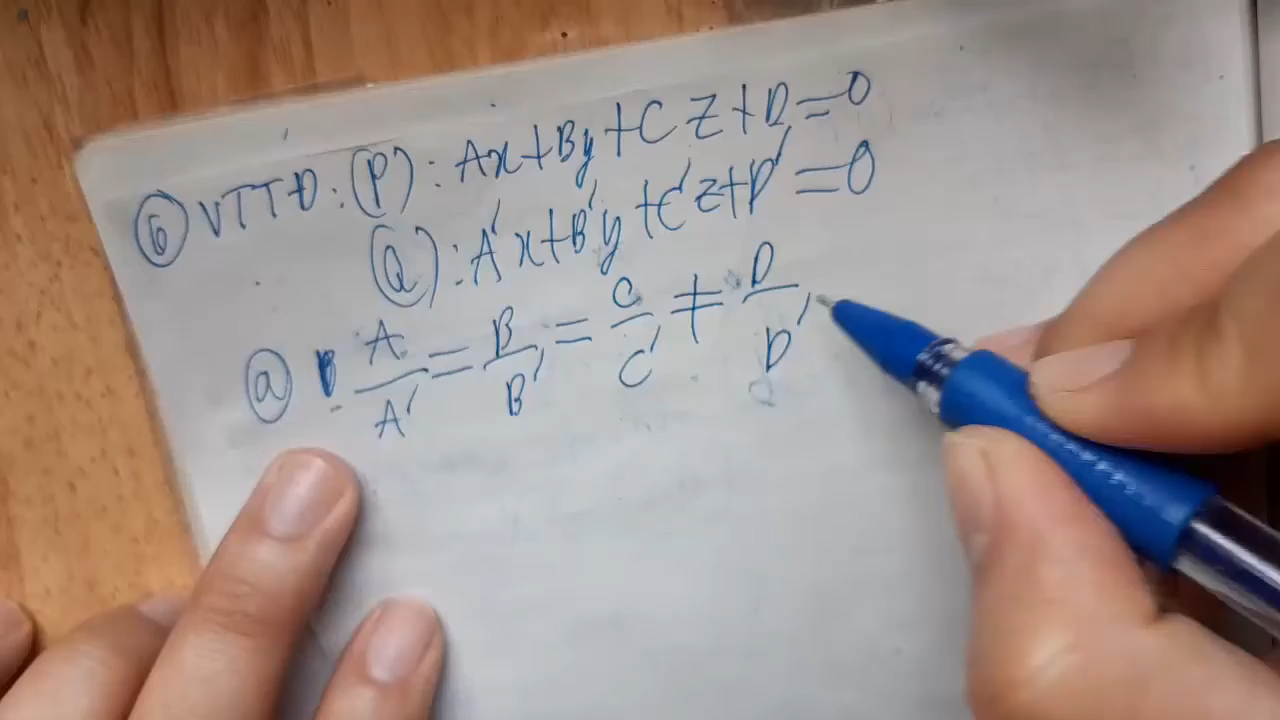 ⑥ VTTĐ: (P): Ax+By+Cz+D=0
(Q): A'x+B'y+C'z+D'=0
ⓐ A/A' = B/B' = C/C' ≠ D/D'